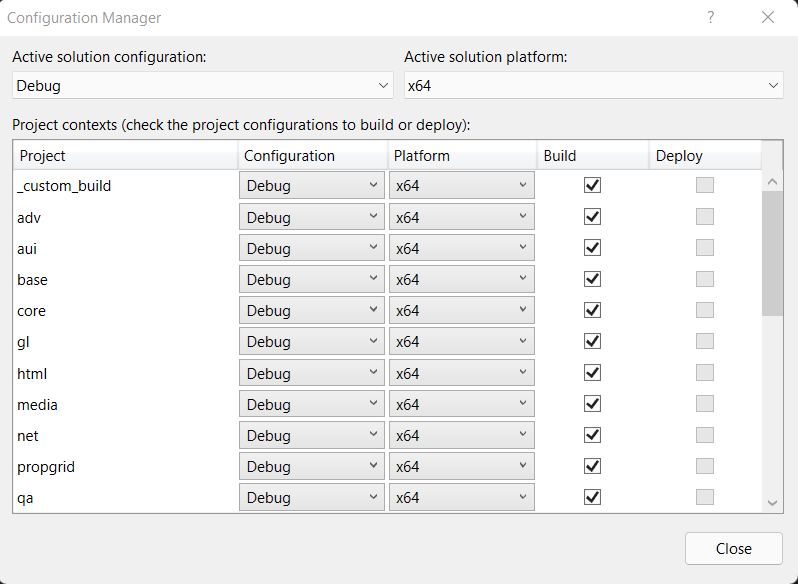 Configuration Manager ?
Active solution configuration: Active solution platform:
Debug x64
Project contexts (check the project configurations to build or deploy):
Project Configuration Platform Build Deploy
_custom_build Debug x64
adv Debug x64
aui Debug x64
base Debug x64
core Debug x64
gl Debug x64
html Debug x64
media Debug x64
net Debug x64
propgrid Debug x64
qa Debug x64
Close